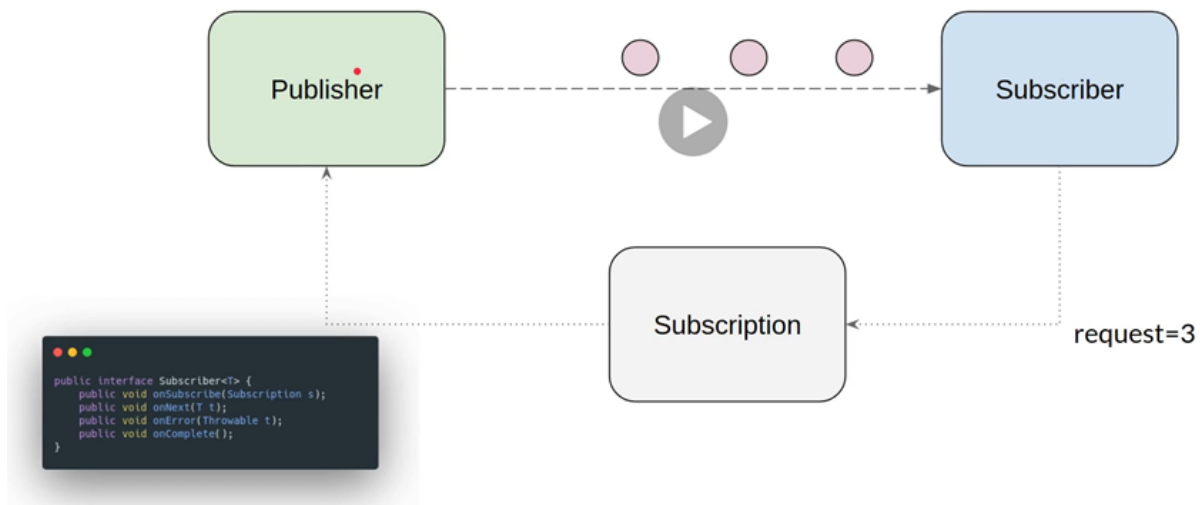 Publisher
Subscriber
Subscription
request=3
public interface Subscriber<T> {
    public void onSubscribe(Subscription s);
    public void onNext(T t);
    public void onError(Throwable t);
    public void onComplete();
}